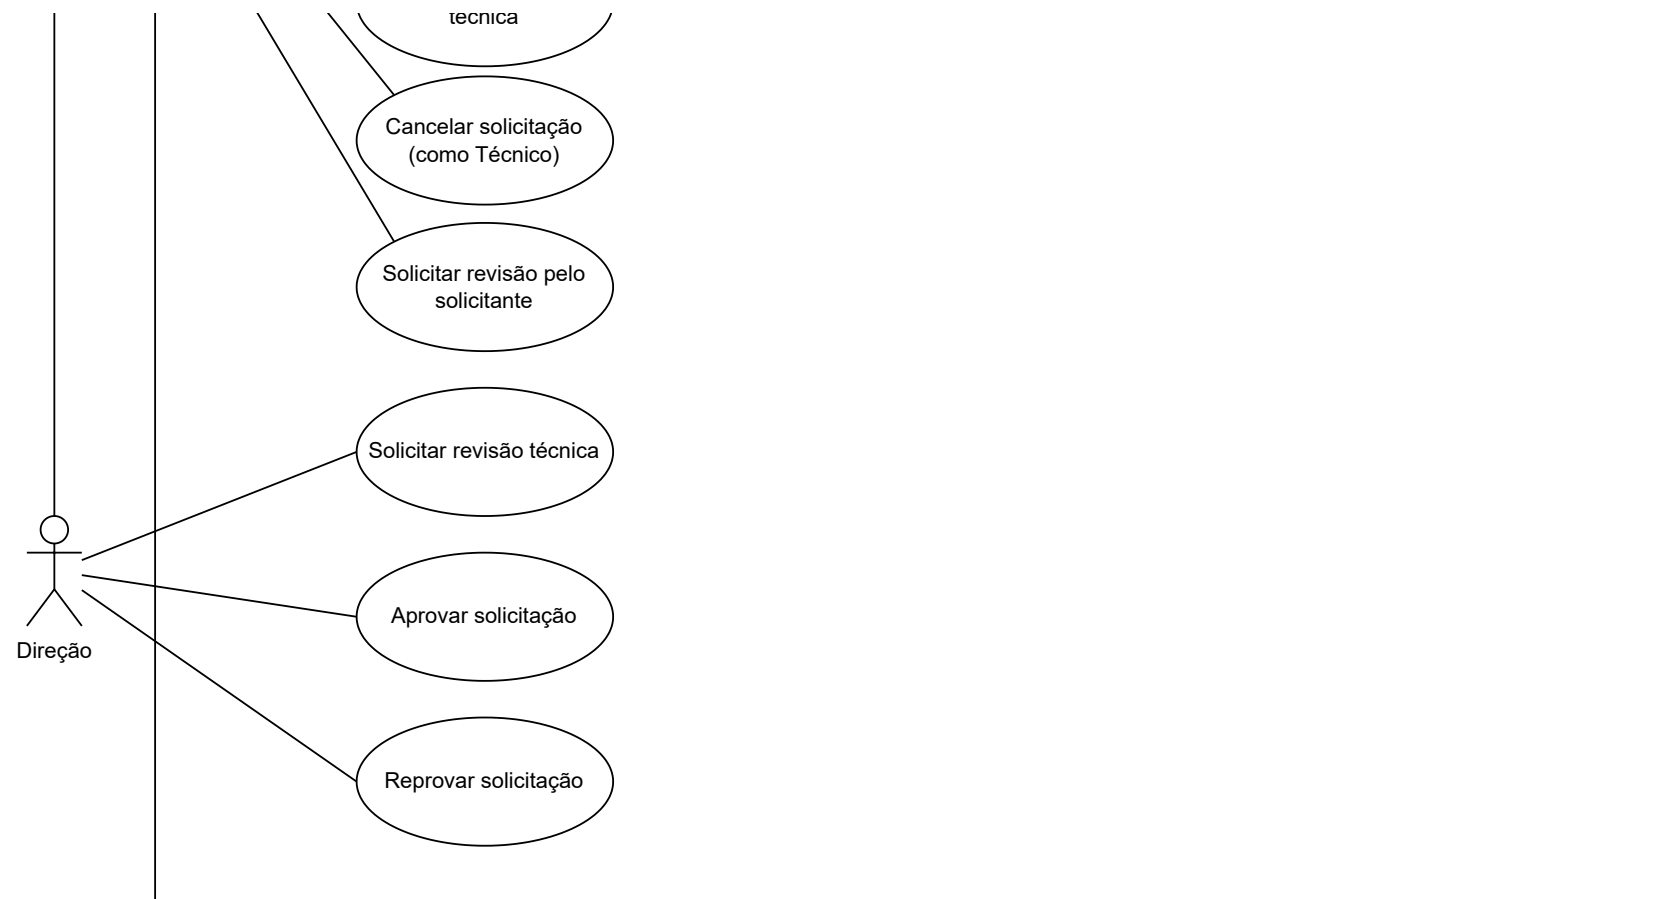 técnica
Cancelar solicitação
(como Técnico)
Solicitar revisão pelo
solicitante
Solicitar revisão técnica
Aprovar solicitação
Direção
Reprovar solicitação